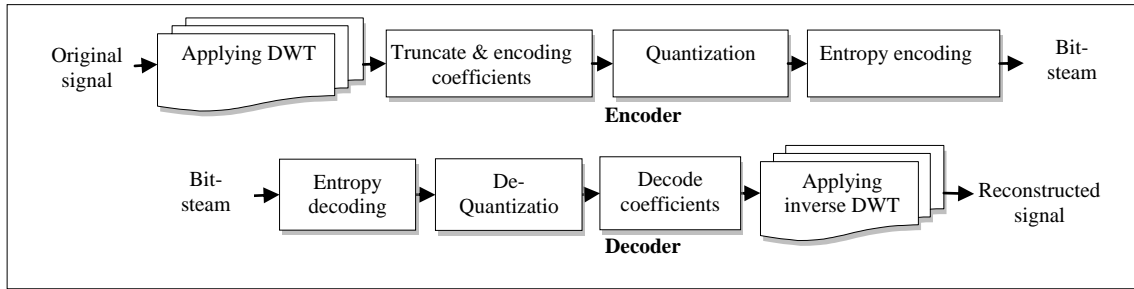 Original
signal
Applying DWT
Truncate & encoding
coefficients
Quantization
Entropy encoding
Bit-
steam
Encoder
Bit-
steam
Entropy
decoding
De-
Quantizatio
Decode
coefficients
Applying
inverse DWT
Reconstructed
signal
Decoder